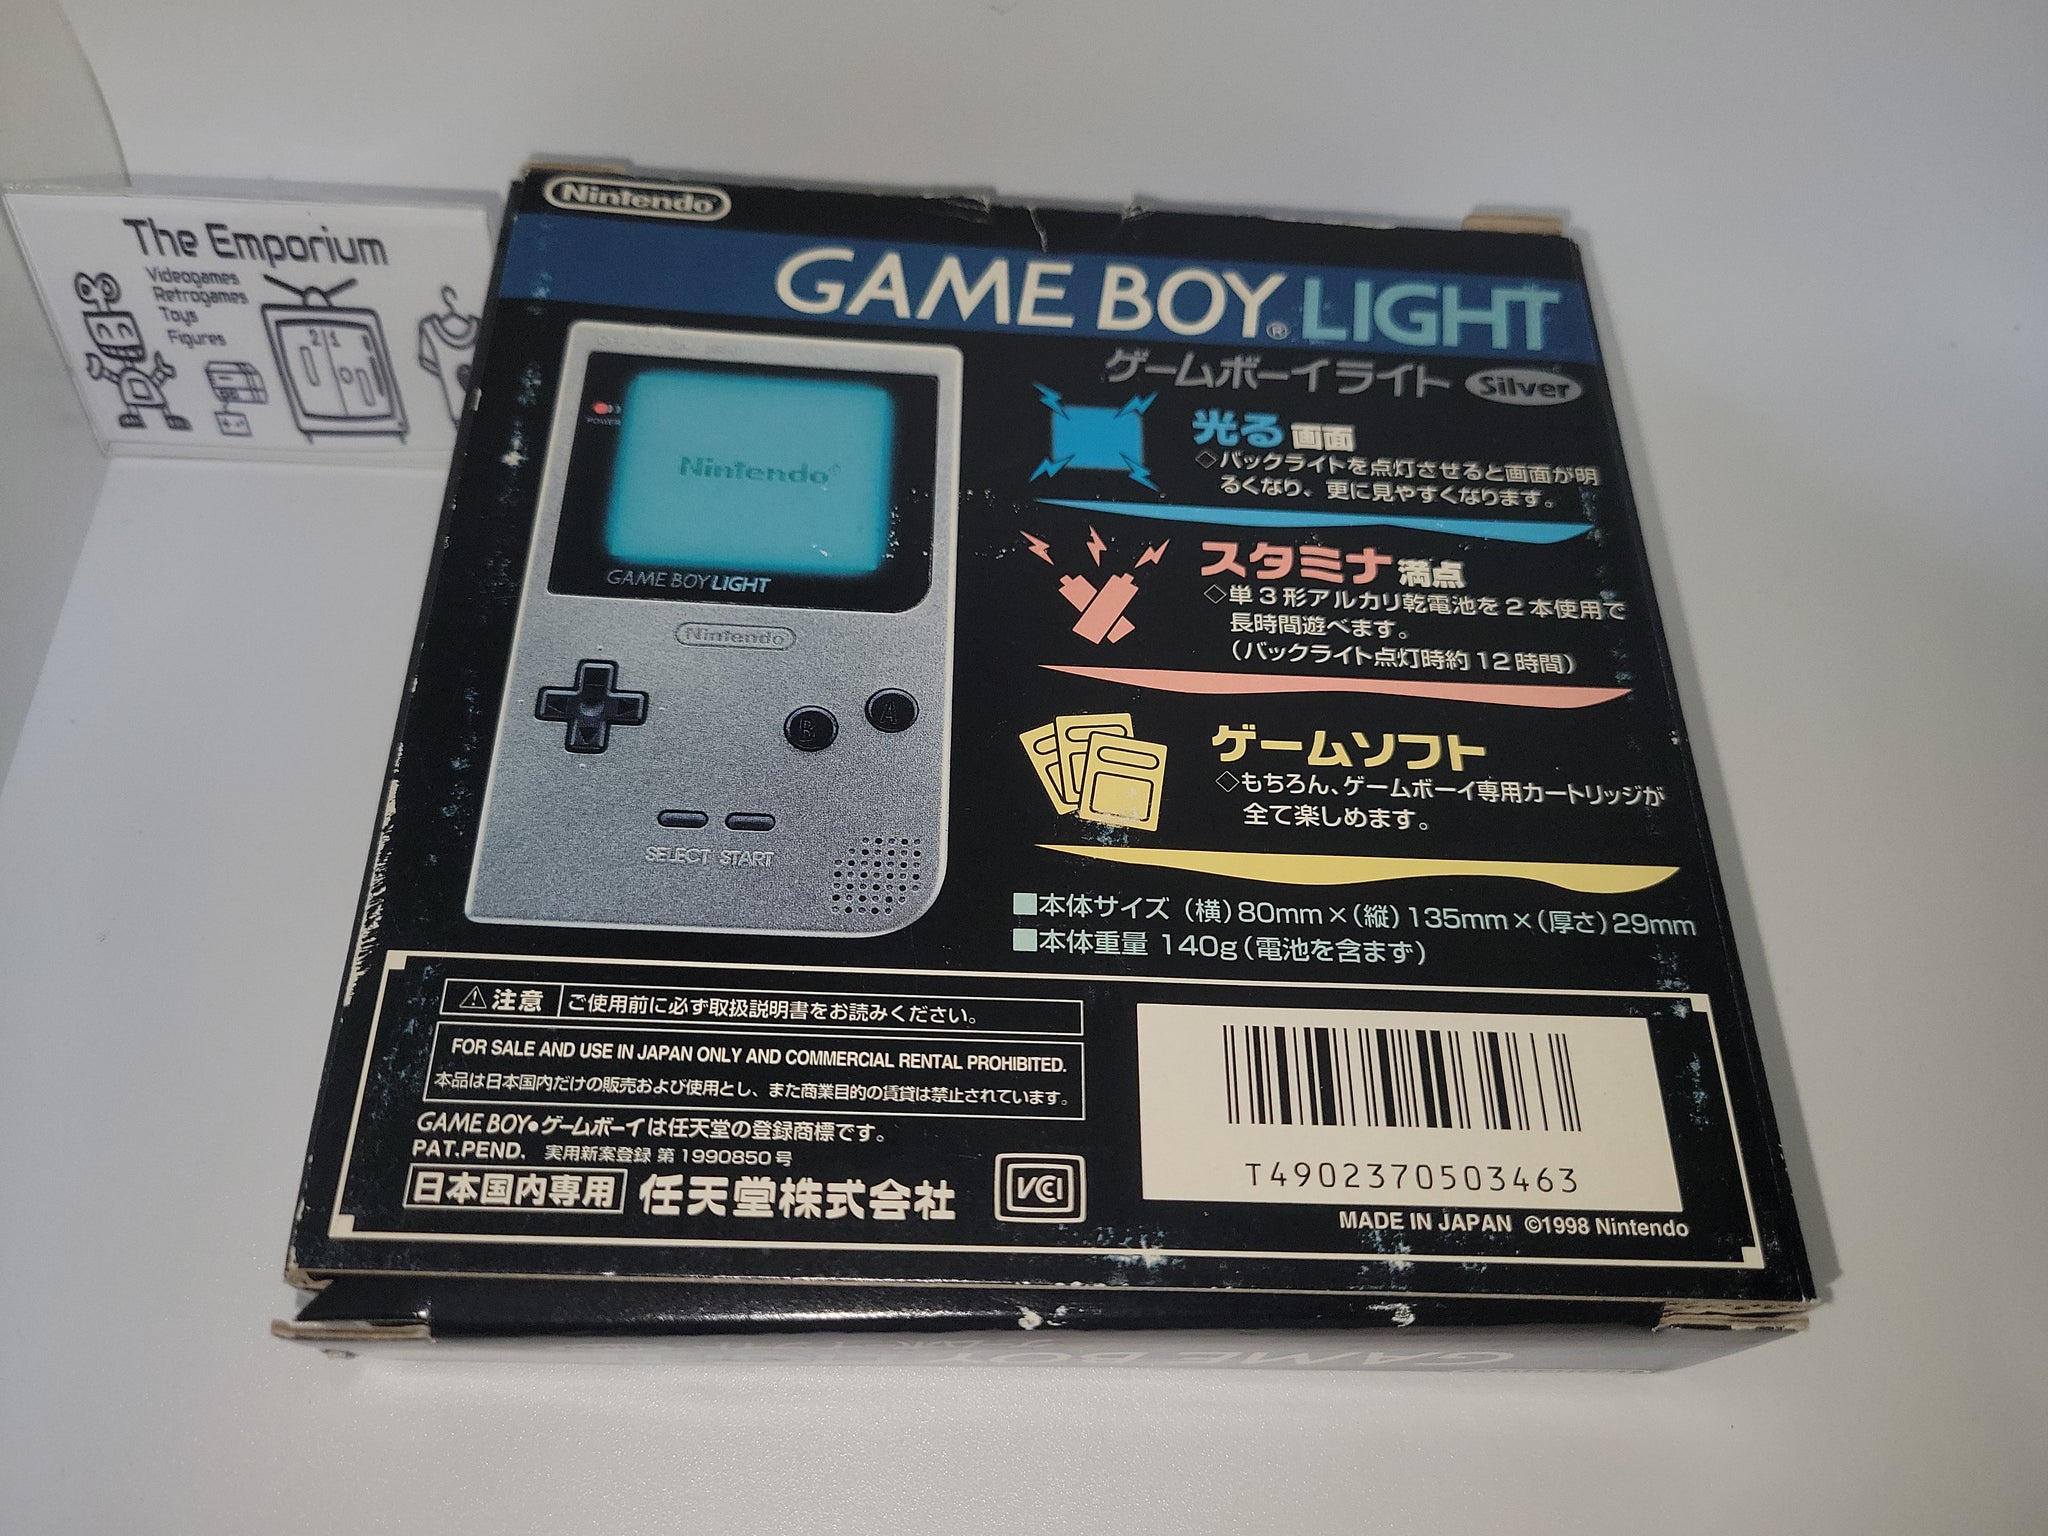 The Emporium
Videogames
Retrogames
Toys
Figures
21
Nintendo
GAME BOY® LIGHT
ゲームボーイライト Silver
POWER
Nintendo®
GAME BOY LIGHT
Nintendo
B A
SELECT START
光る画面
◇バックライトを点灯させると画面が明
るくなり、更に見やすくなります。
スタミナ満点
◇単3形アルカリ乾電池を2本使用で
長時間遊べます。
(バックライト点灯時約12時間)
ゲームソフト
◇もちろん、ゲームボーイ専用カートリッジが
全て楽しめます。
■本体サイズ(横)80mm×(縦)135mm×(厚さ)29mm
■本体重量 140g(電池を含まず)
⚠注意 ご使用前に必ず取扱説明書をお読みください。
FOR SALE AND USE IN JAPAN ONLY AND COMMERCIAL RENTAL PROHIBITED.
本品は日本国内だけの販売および使用とし、また商業目的の賃貸は禁止されています。
GAME BOY・ゲームボーイは任天堂の登録商標です。
PAT.PEND. 実用新案登録 第1990850号
日本国内専用 任天堂株式会社
VCI
T4902370503463
MADE IN JAPAN ©1998 Nintendo
GAME BOY